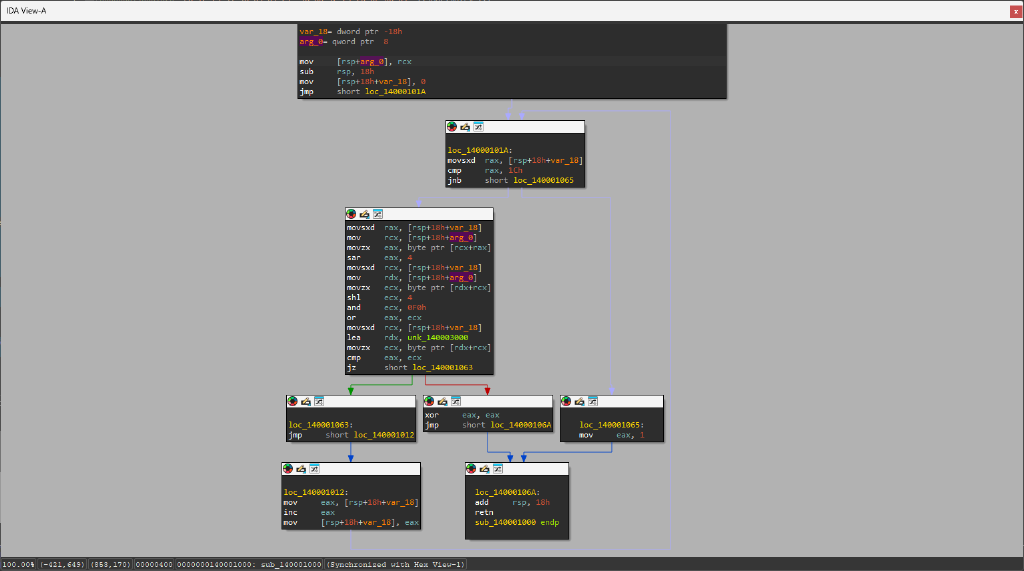 IDA View-A
x
var_18= dword ptr -18h
arg_0= qword ptr 8
mov [rsp+arg_0], rcx
sub rsp, 18h
mov [rsp+18h+var_18], 0
jmp short loc_14000101A
loc_14000101A:
movsxd rax, [rsp+18h+var_18]
cmp rax, 1Ch
jnb short loc_140001065
movsxd rax, [rsp+18h+var_18]
mov rcx, [rsp+18h+arg_0]
movzx eax, byte ptr [rcx+rax]
sar eax, 4
movsxd rcx, [rsp+18h+var_18]
mov rdx, [rsp+18h+arg_0]
movzx ecx, byte ptr [rdx+rcx]
shl ecx, 4
and ecx, 0F0h
or eax, ecx
movsxd rcx, [rsp+18h+var_18]
lea rdx, unk_140003000
movzx ecx, byte ptr [rdx+rcx]
cmp eax, ecx
jz short loc_140001063
loc_140001063:
jmp short loc_140001012
xor eax, eax
jmp short loc_14000106A
loc_140001065:
mov eax, 1
loc_140001012:
mov eax, [rsp+18h+var_18]
inc eax
mov [rsp+18h+var_18], eax
loc_14000106A:
add rsp, 18h
retn
sub_140001000 endp
100.00% (-421,649) (853,170) 00000400 0000000140001000: sub_140001000 (Synchronized with Hex View-1)